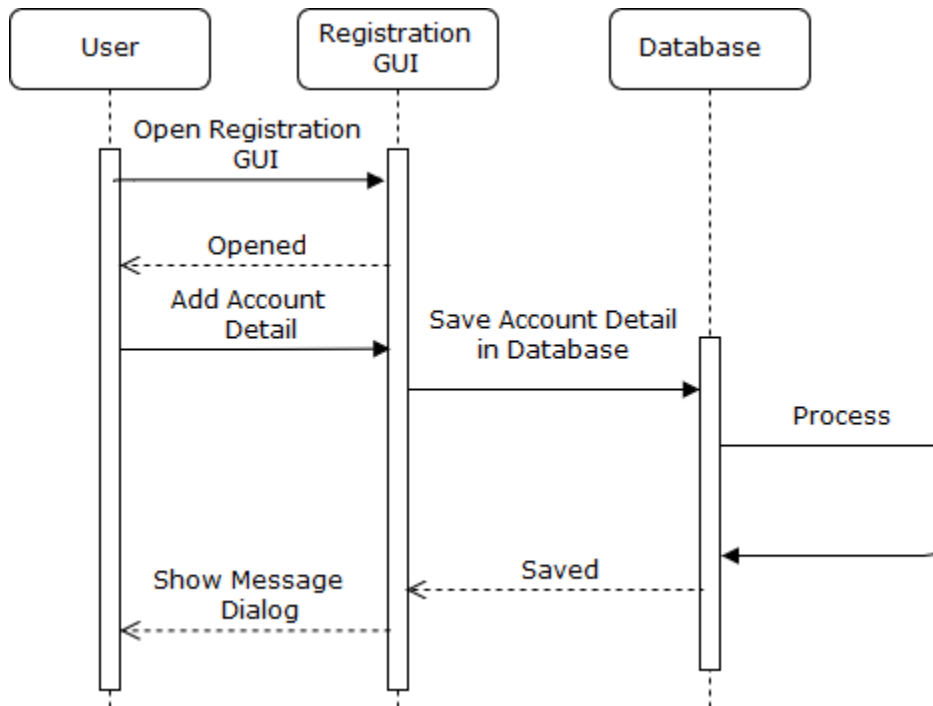 User
Registration
GUI
Database
Open Registration
GUI
Opened
Add Account
Detail
Save Account Detail
in Database
Process
Saved
Show Message
Dialog